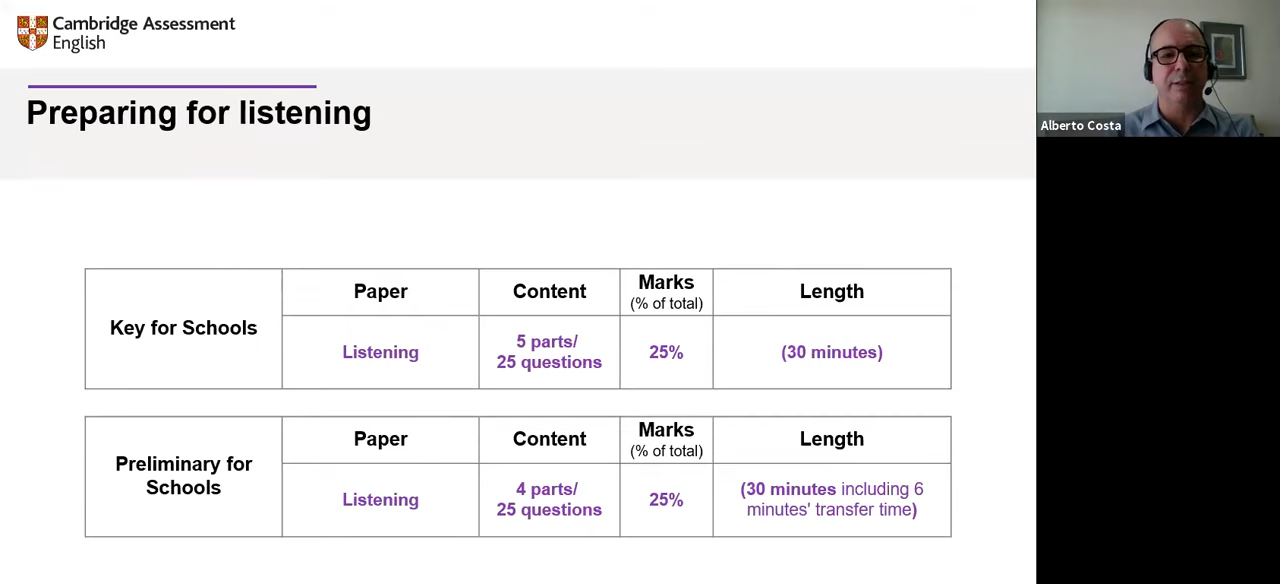 Cambridge Assessment
English
Preparing for listening
Alberto Costa
Key for Schools
Paper
Content
Marks
(% of total)
Length
Listening
5 parts/
25 questions
25%
(30 minutes)
Preliminary for
Schools
Paper
Content
Marks
(% of total)
Length
Listening
4 parts/
25 questions
25%
(30 minutes including 6
minutes' transfer time)